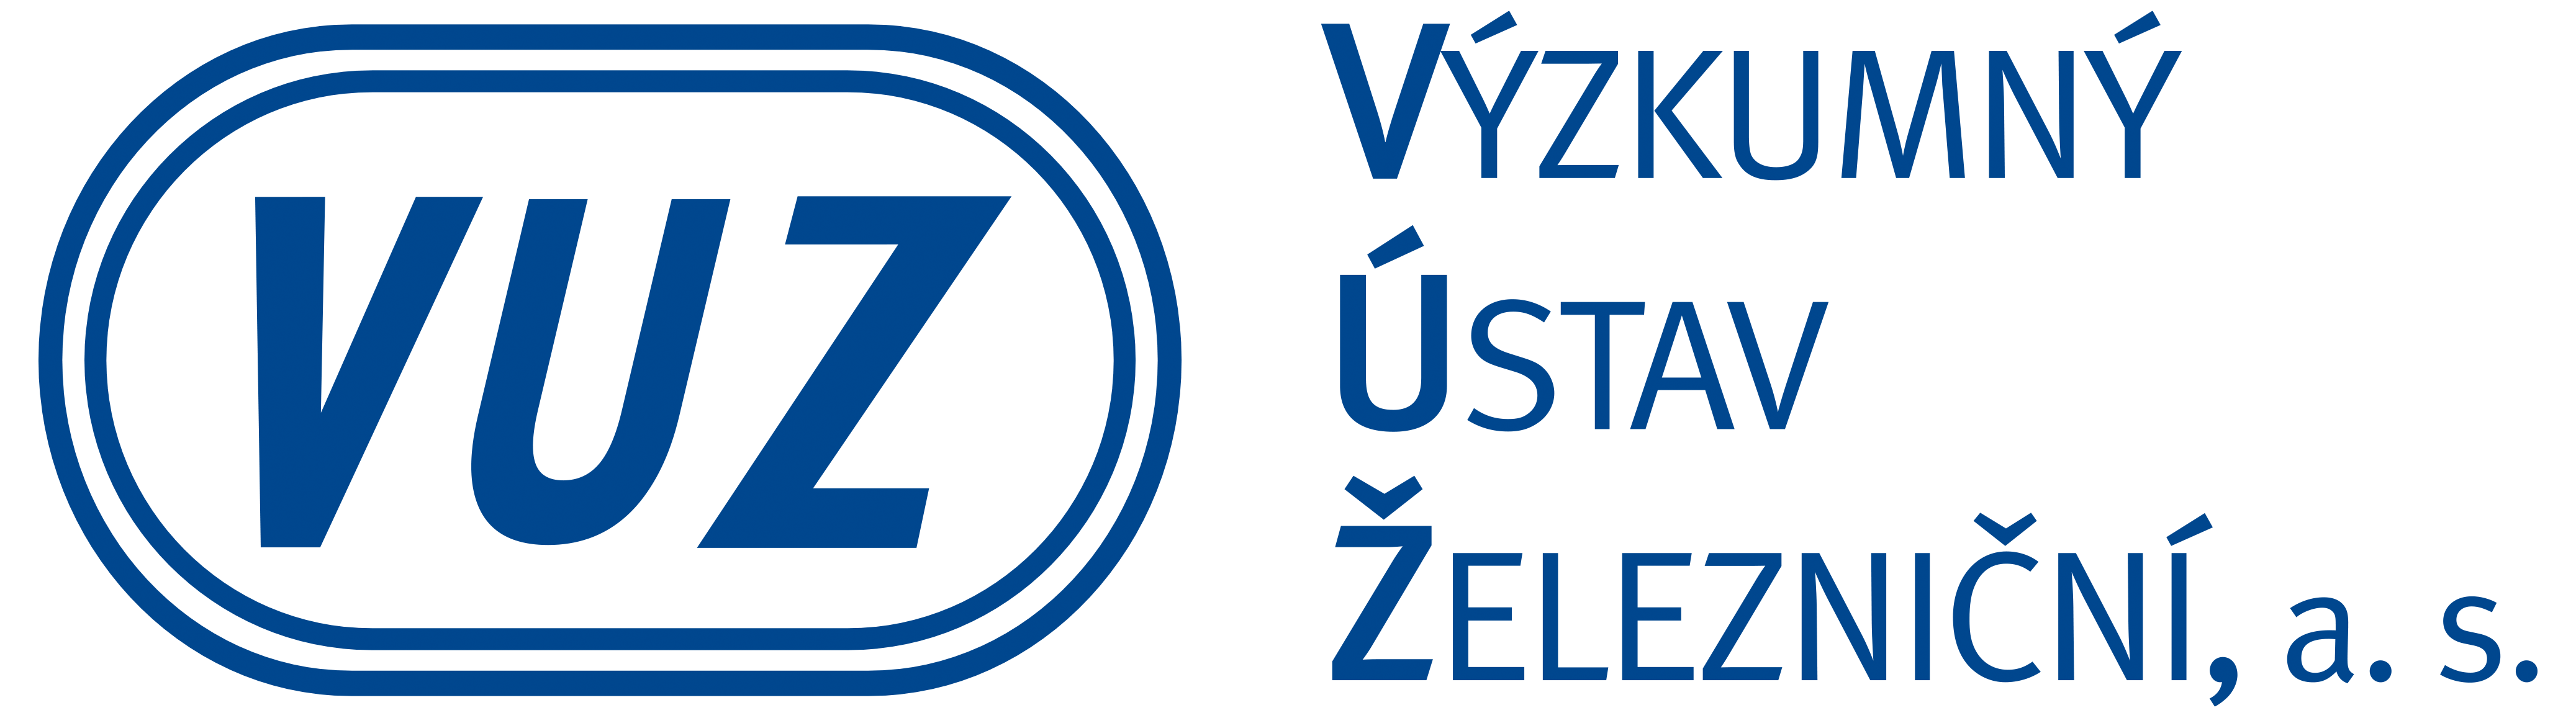 VUZ
VÝZKUMNÝ
ÚSTAV
ŽELEZNIČNÍ, a. s.